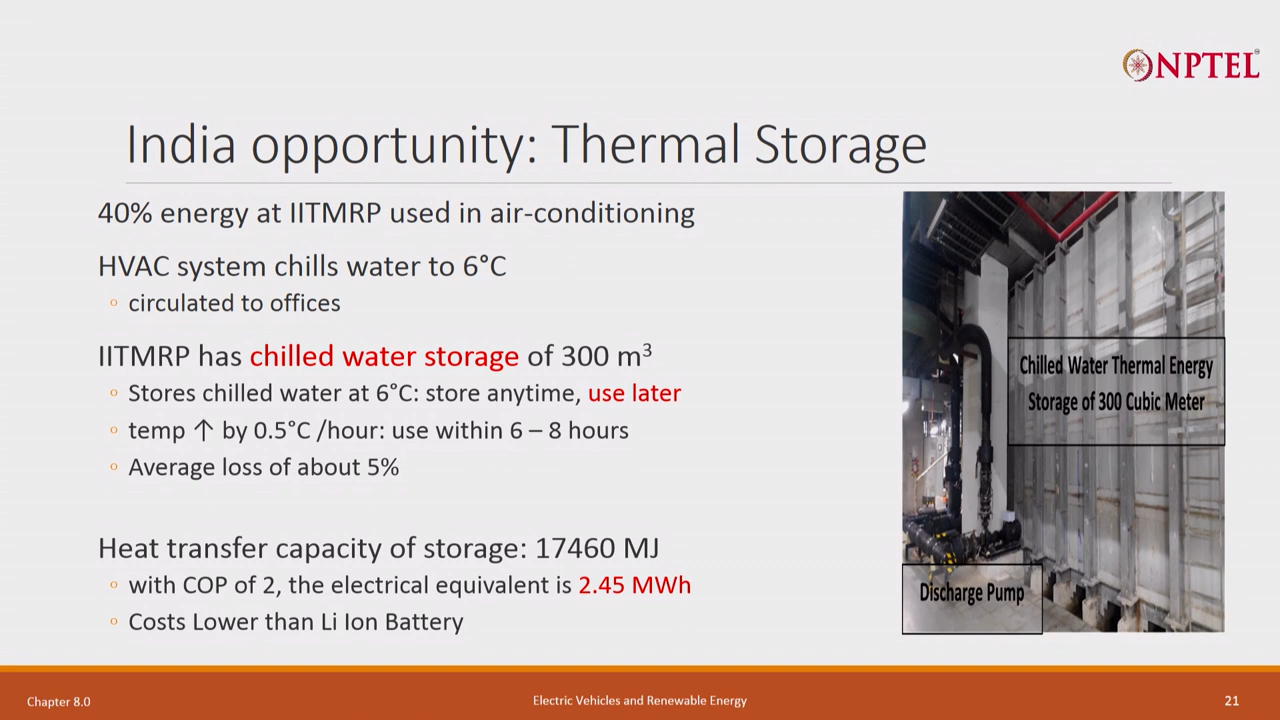 NPTEL
India opportunity: Thermal Storage
40% energy at IITMRP used in air-conditioning
HVAC system chills water to 6°C
◦ circulated to offices
IITMRP has chilled water storage of 300 m³
◦ Stores chilled water at 6°C: store anytime, use later
◦ temp ↑ by 0.5°C /hour: use within 6 – 8 hours
◦ Average loss of about 5%
Heat transfer capacity of storage: 17460 MJ
◦ with COP of 2, the electrical equivalent is 2.45 MWh
◦ Costs Lower than Li Ion Battery
Chilled Water Thermal Energy
Storage of 300 Cubic Meter
Discharge Pump
Chapter 8.0
Electric Vehicles and Renewable Energy
21